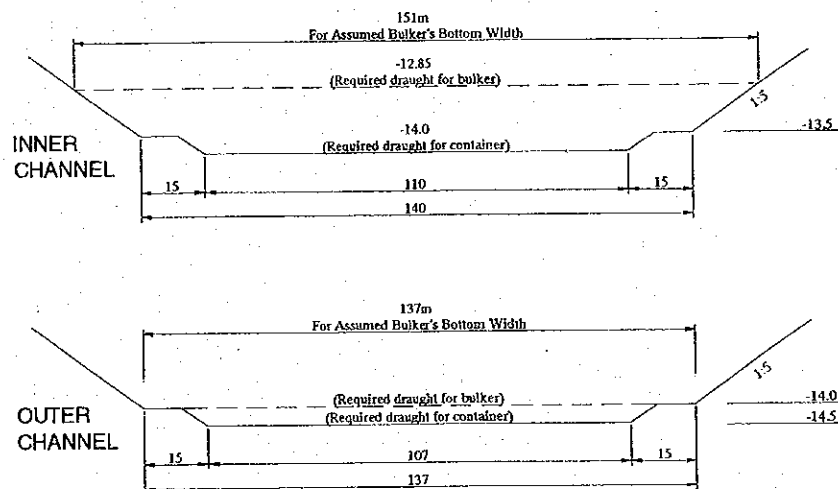 151m
For Assumed Bulker's Bottom Width
-12.85
(Required draught for bulker)
1:5
-13.5
INNER
CHANNEL
-14.0
(Required draught for container)
15
110
15
140
137m
For Assumed Bulker's Bottom Width
1:5
(Required draught for bulker)
-14.0
OUTER
CHANNEL
(Required draught for container)
-14.5
15
107
15
137